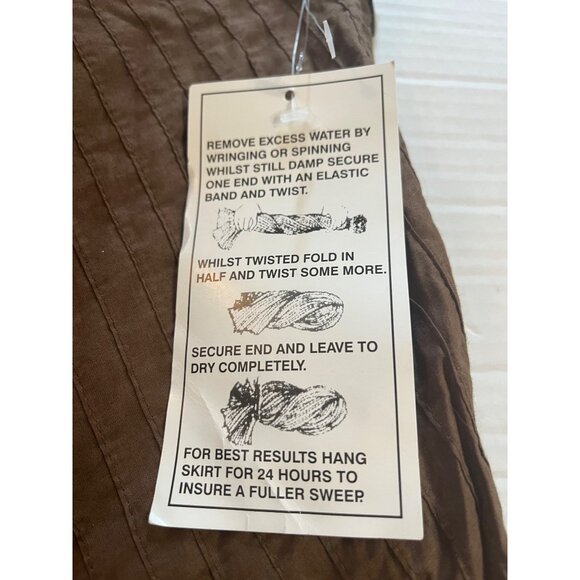 REMOVE EXCESS WATER BY
WRINGING OR SPINNING
WHILST STILL DAMP SECURE
ONE END WITH AN ELASTIC
BAND AND TWIST.
WHILST TWISTED FOLD IN
HALF AND TWIST SOME MORE.
SECURE END AND LEAVE TO
DRY COMPLETELY.
FOR BEST RESULTS HANG
SKIRT FOR 24 HOURS TO
INSURE A FULLER SWEEP.